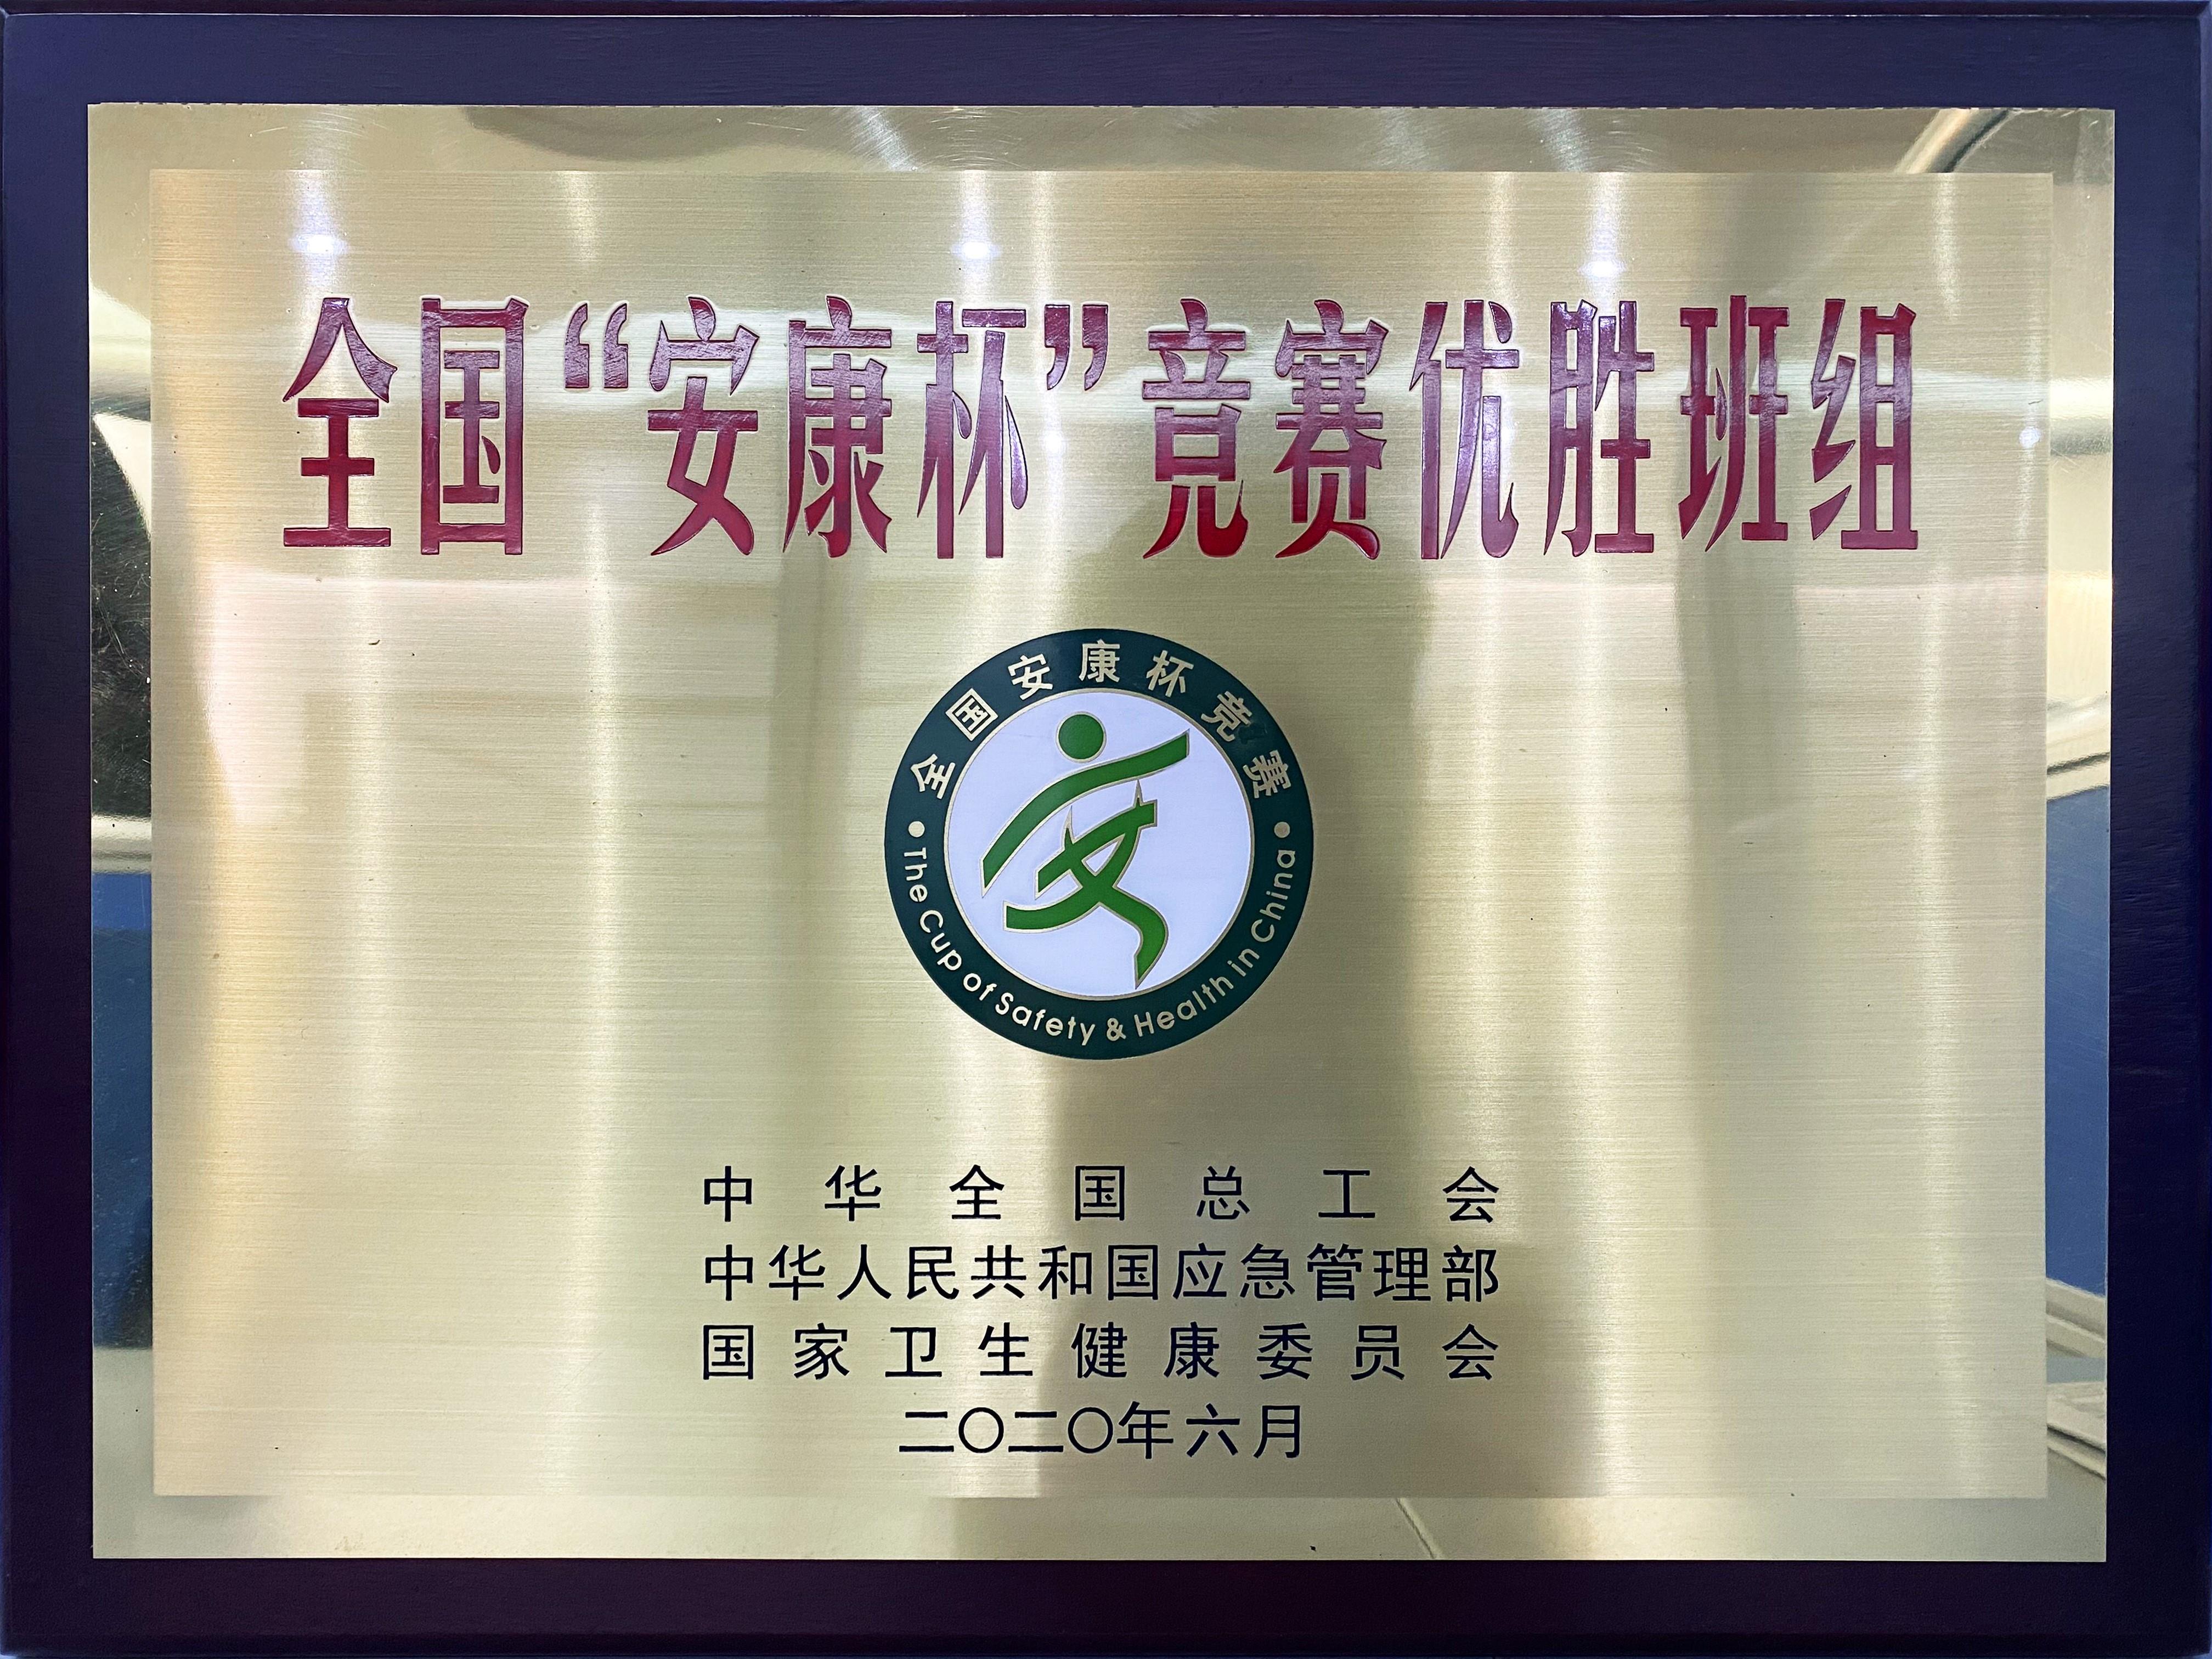 全国“安康杯”竞赛优胜班组
全国安康杯竞赛
The Cup of Safety & Health in China
中华全国总工会
中华人民共和国应急管理部
国家卫生健康委员会
二〇二〇年六月